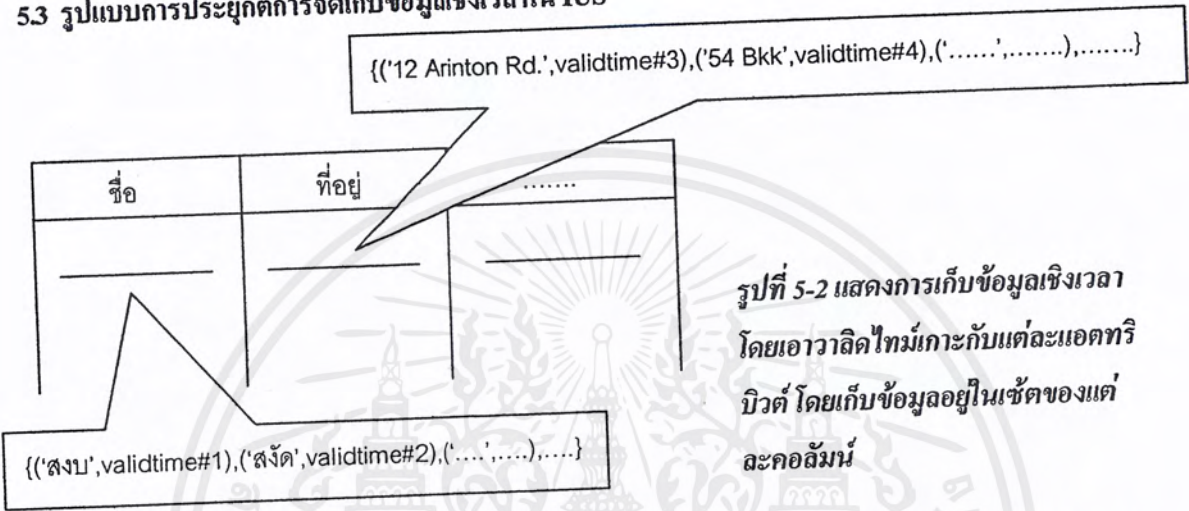 5.3 รูปแบบการประยุกต์การจัดเก็บข้อมูลเชิงเวลาใน IUS
{('12 Arinton Rd.',validtime#3),('54 Bkk',validtime#4),('......',.......),.......}
ชื่อ ที่อยู่ .......
รูปที่ 5-2 แสดงการเก็บข้อมูลเชิงเวลา
โดยเอาวาลิดไทม์เกาะกับแต่ละแอตทริ
บิวต์ โดยเก็บข้อมูลอยู่ในเซ้ตของแต่
ละคอลัมน์
{('สงบ',validtime#1),('สงัด',validtime#2),('....',....),....}